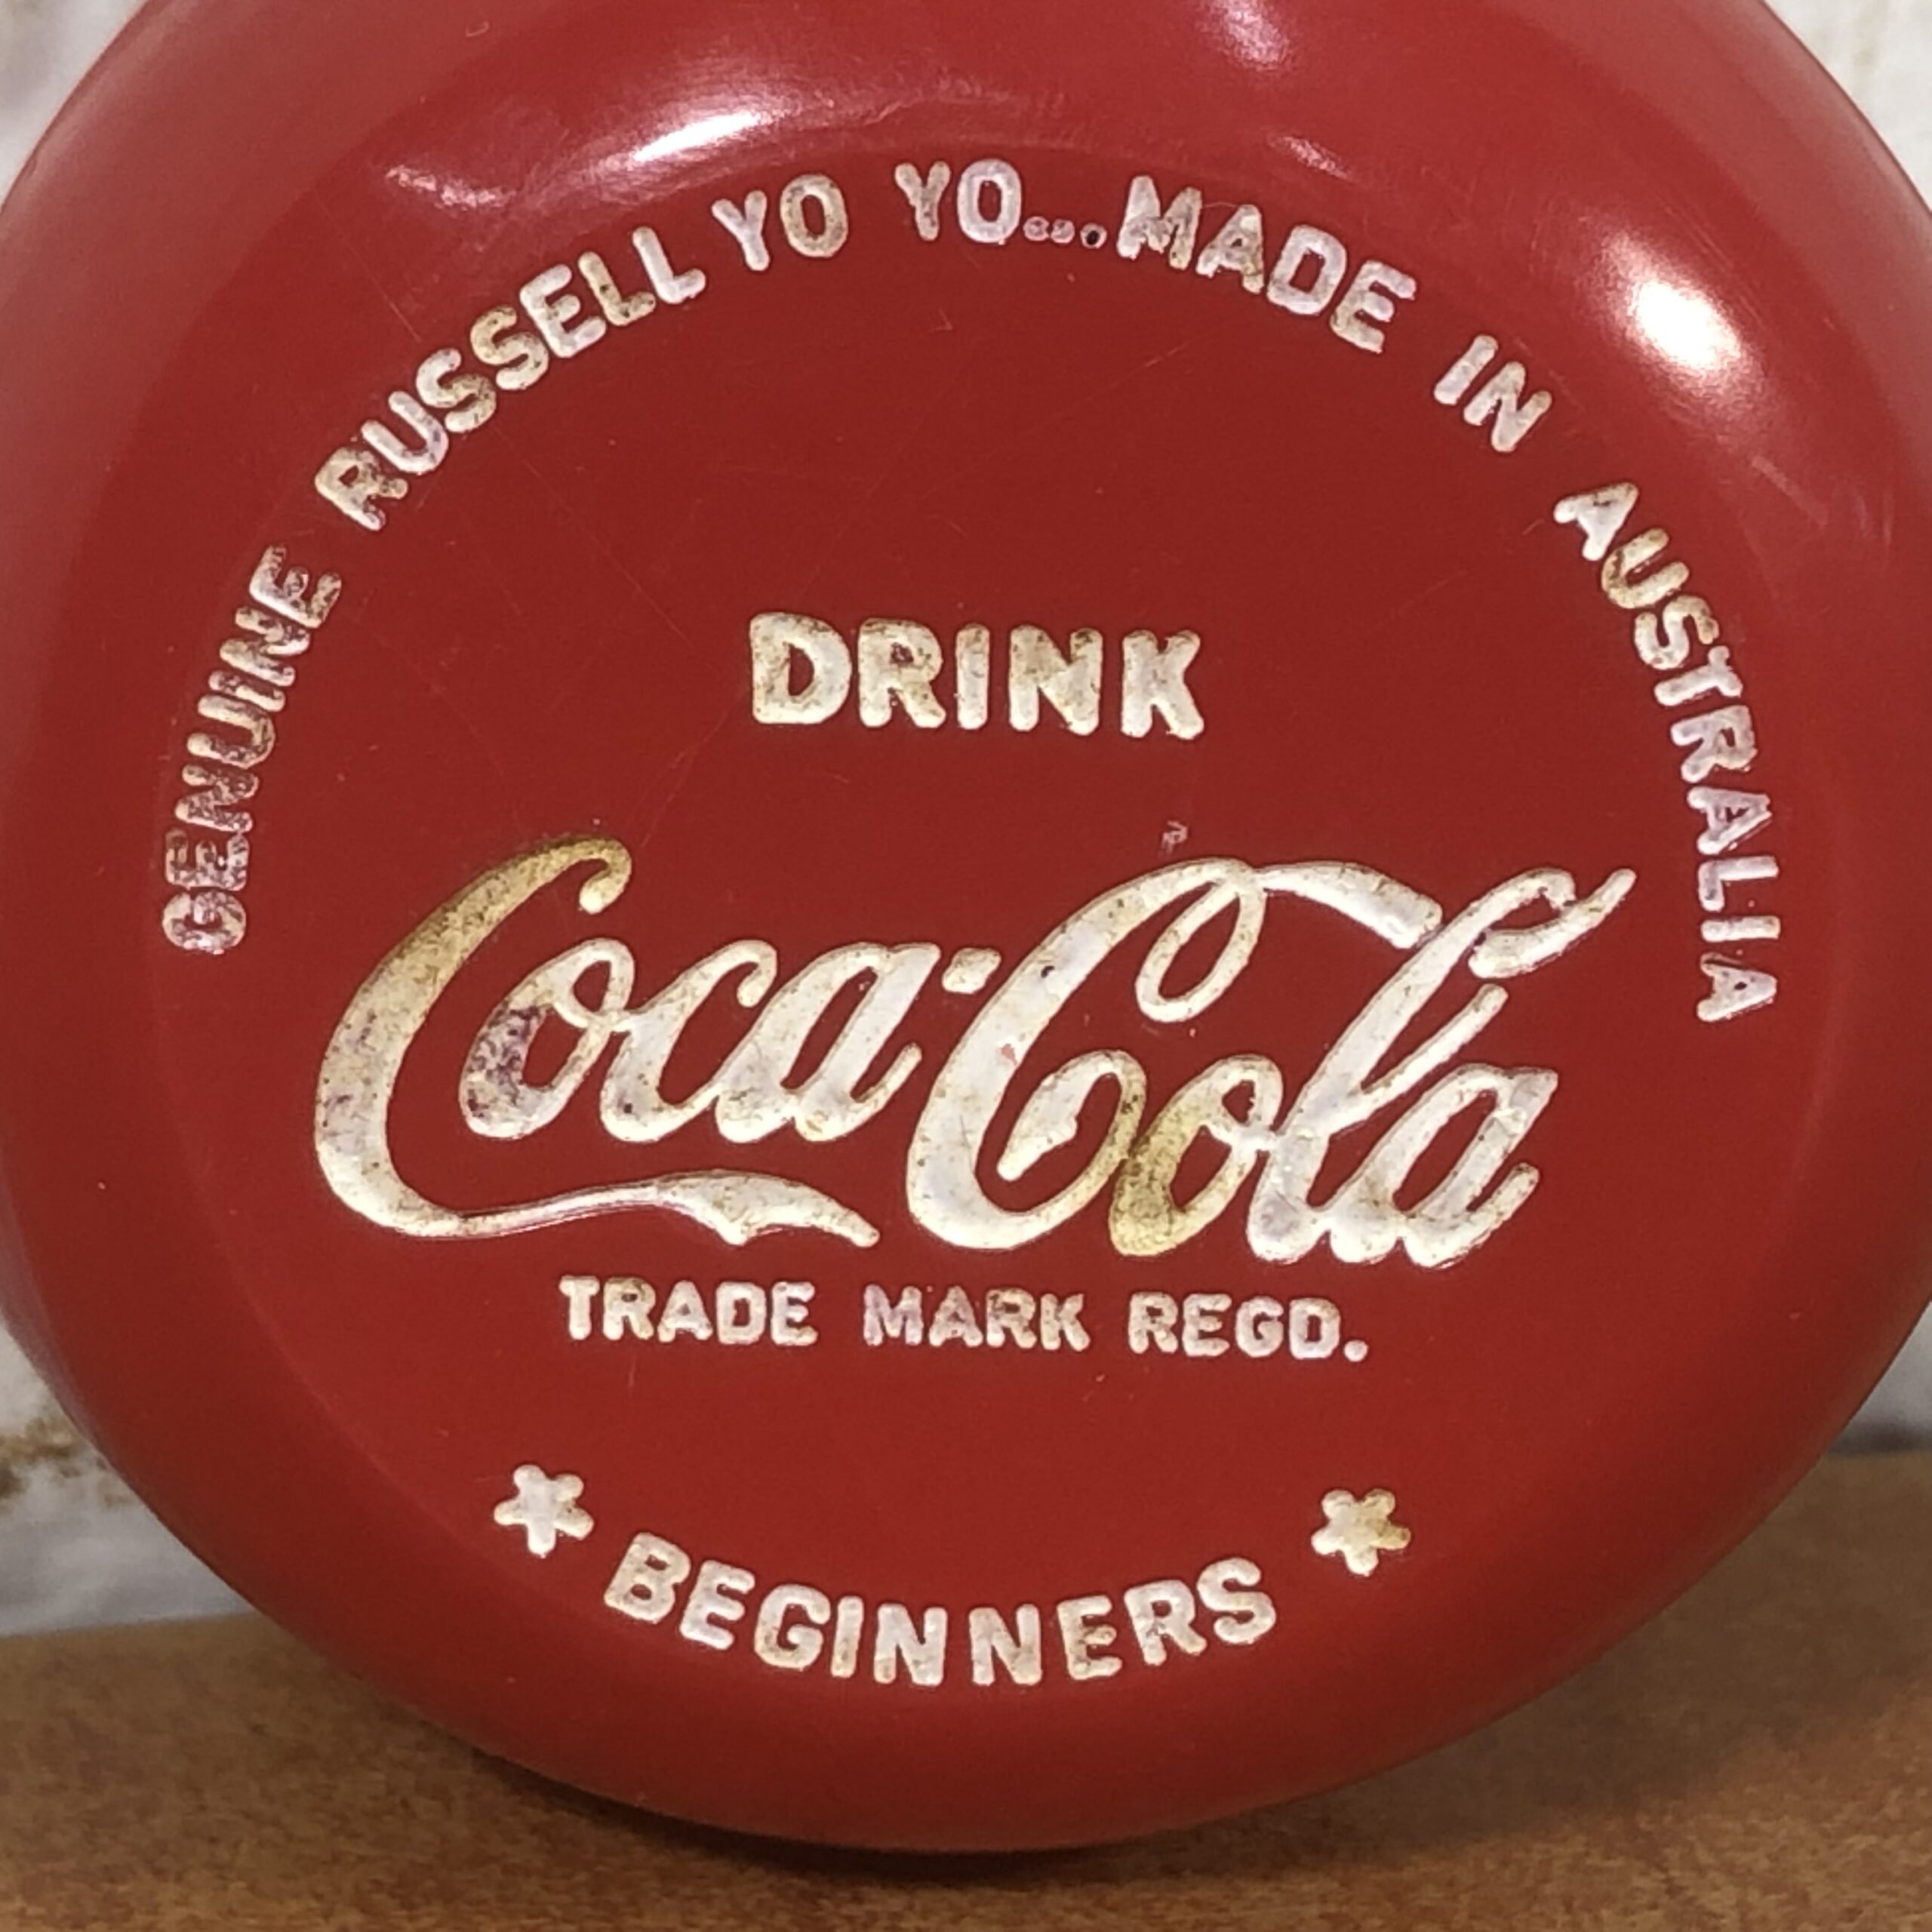 GENUINE RUSSELL YO YO...MADE IN AUSTRALIA
DRINK
Coca-Cola
TRADE MARK REGD.
BEGINNERS